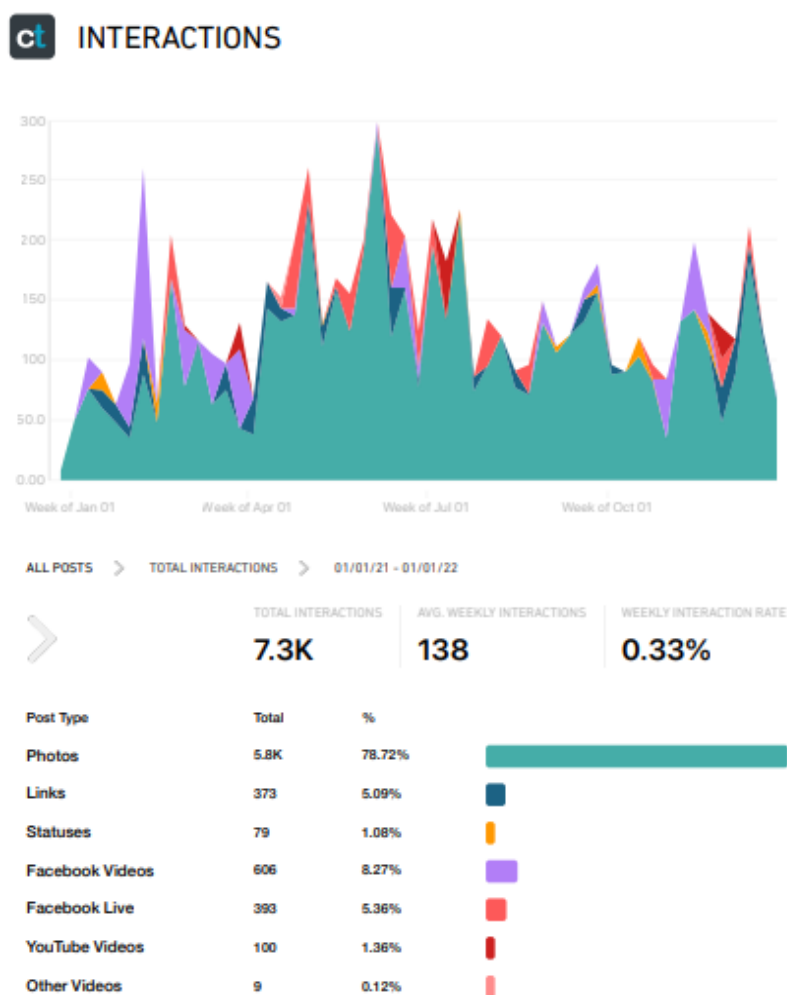 ct INTERACTIONS
300
250
200
150
100
50.0
0.00
Week of Jan 01 Week of Apr 01 Week of Jul 01 Week of Oct 01
ALL POSTS TOTAL INTERACTIONS 01/01/21 - 01/01/22
TOTAL INTERACTIONS AVG. WEEKLY INTERACTIONS WEEKLY INTERACTION RATE
7.3K 138 0.33%
Post Type Total %
Photos 5.8K 78.72%
Links 373 5.09%
Statuses 79 1.08%
Facebook Videos 606 8.27%
Facebook Live 393 5.36%
YouTube Videos 100 1.36%
Other Videos 9 0.12%